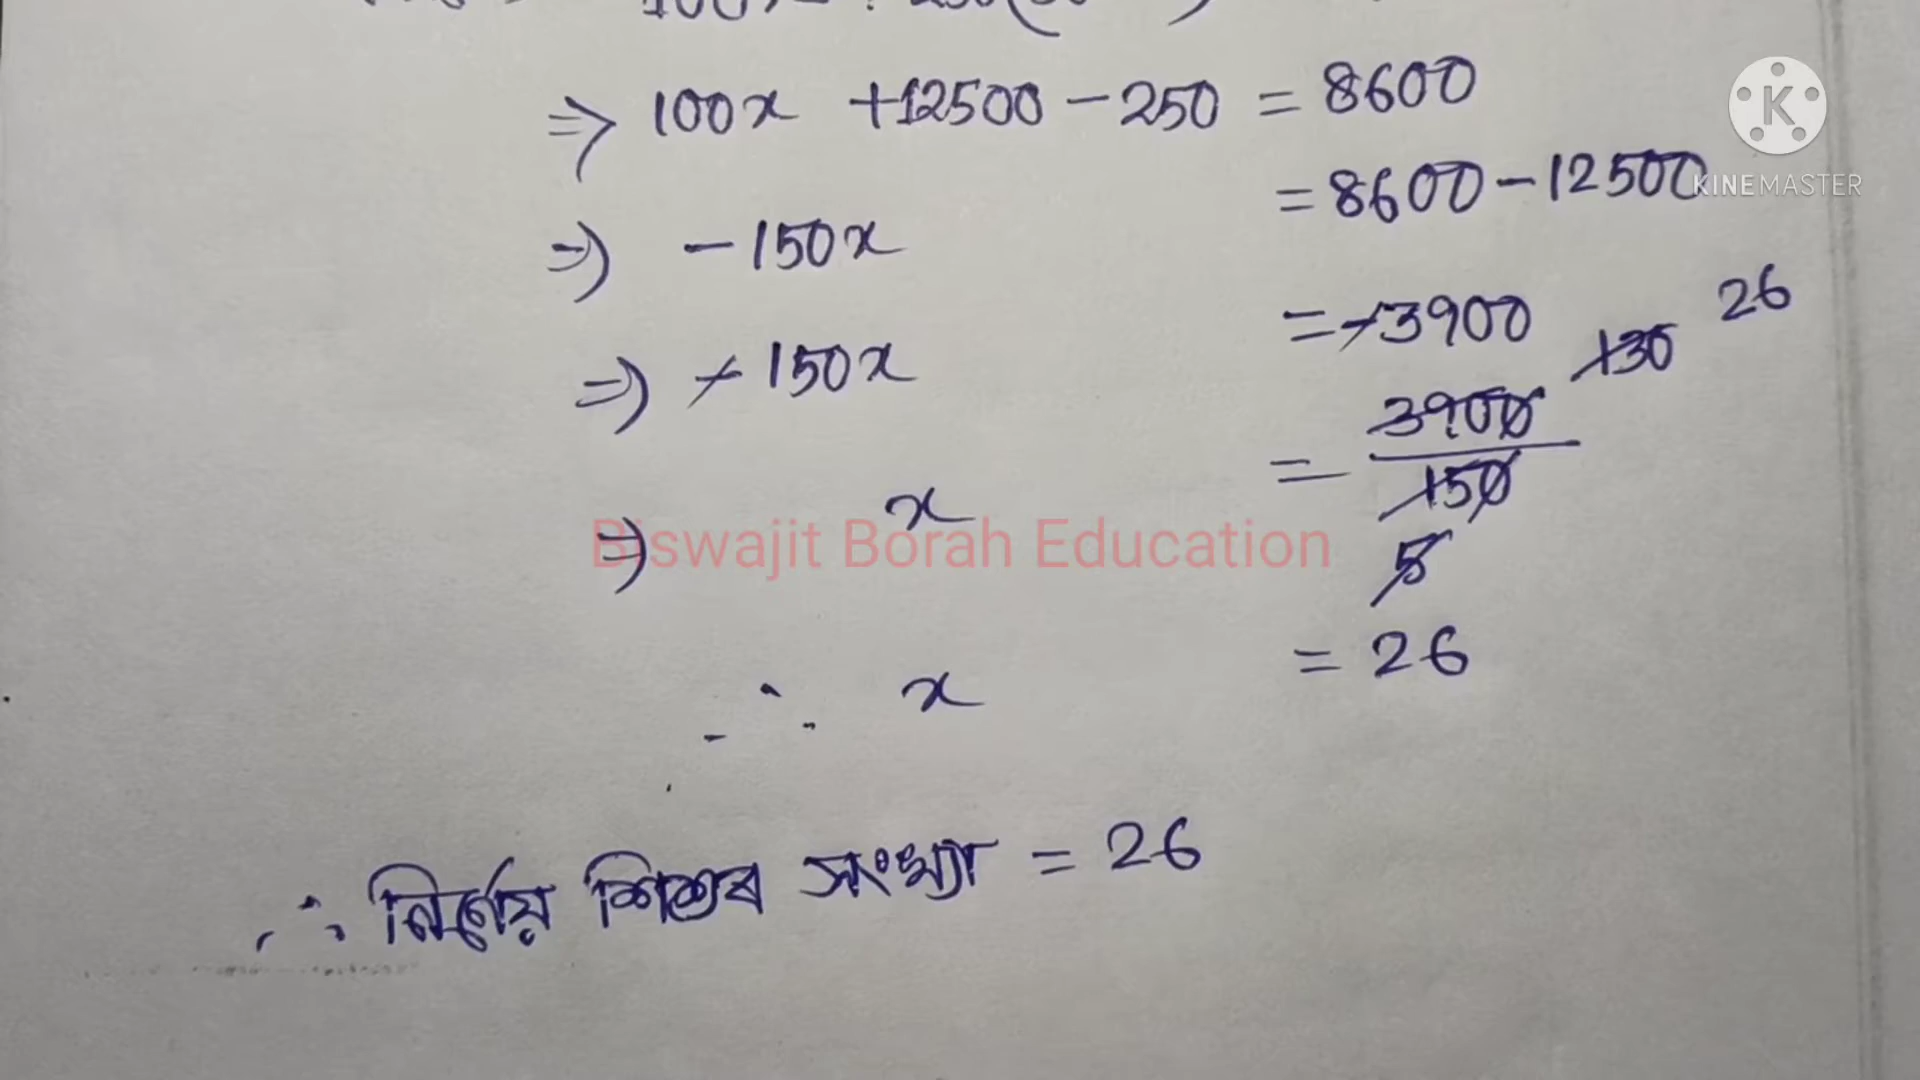 ⇒ 100x + 12500 - 250 = 8600
⇒ - 150x = 8600 - 12500
⇒ - 150x = - 3900
⇒ x = 3900/150 130 26
5
∴ x = 26
∴ নিৰ্ণেয় শিশুৰ সংখ্যা = 26
Biswajit Borah Education
K
KINEMASTER